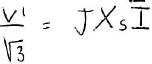 V'/√3 = JXsI̅